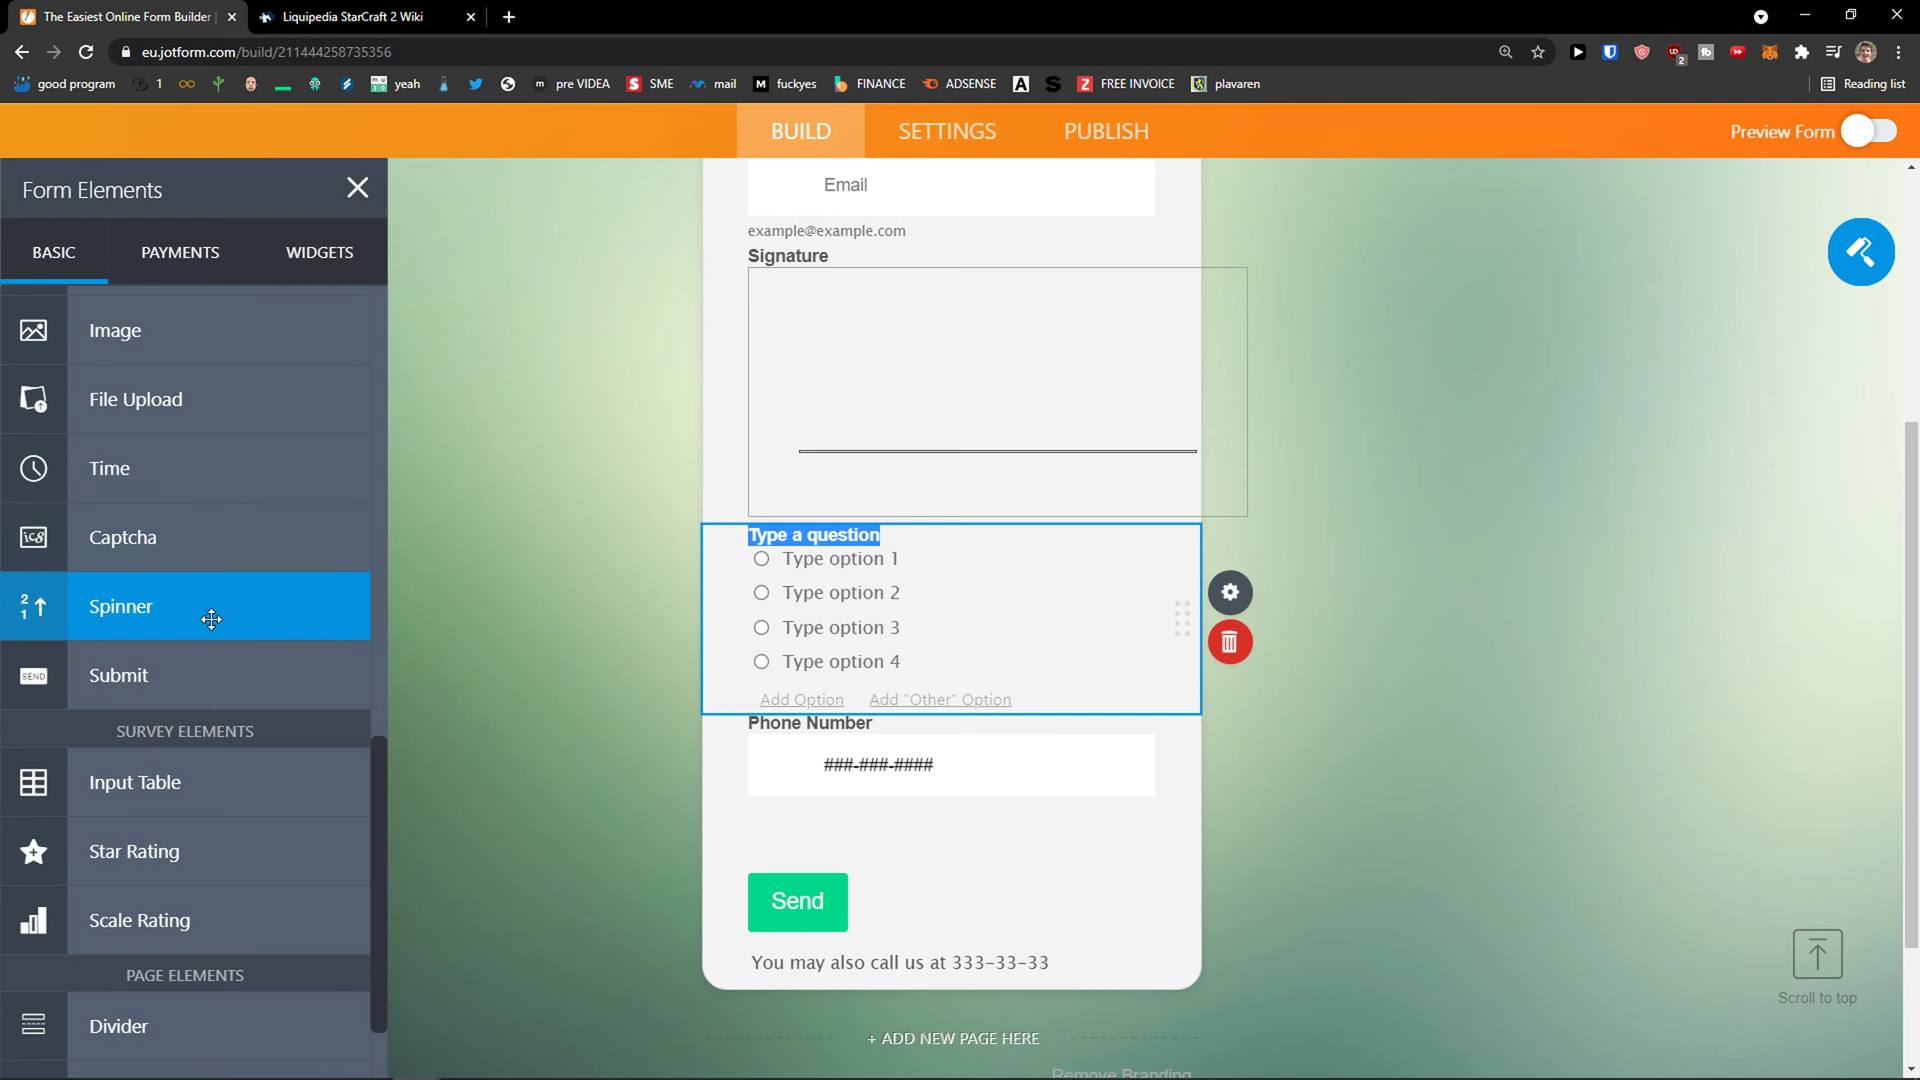 The Easiest Online Form Builder
Liquipedia StarCraft 2 Wiki
eu.jotform.com/build/211444258735356
2
good program
1
yeah
pre VIDEA
SME
mail
fuckyes
FINANCE
ADSENSE
FREE INVOICE
plavaren
Reading list
BUILD
SETTINGS
PUBLISH
Preview Form
Form Elements
BASIC
PAYMENTS
WIDGETS
Image
File Upload
Time
Captcha
Spinner
SEND
Submit
SURVEY ELEMENTS
Input Table
Star Rating
Scale Rating
PAGE ELEMENTS
Divider
Email
example@example.com
Signature
Type a question
Type option 1
Type option 2
Type option 3
Type option 4
Add Option Add "Other" Option
Phone Number
###-###-####
Send
You may also call us at 333-33-33
+ ADD NEW PAGE HERE
Remove Branding
Scroll to top